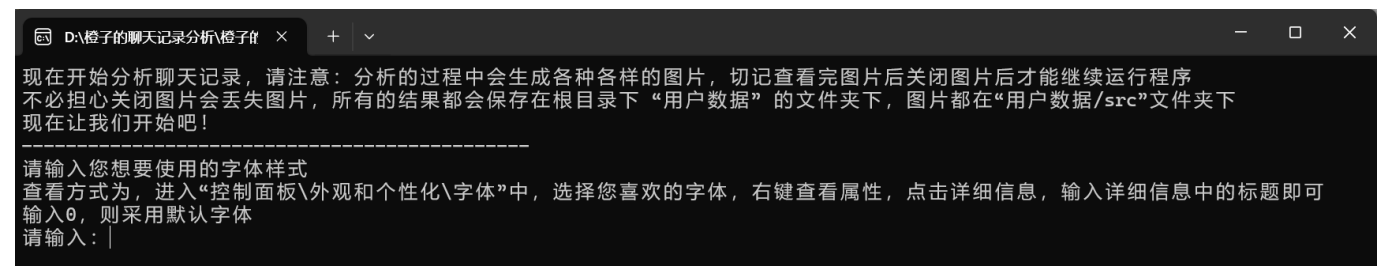 D:\橙子的聊天记录分析\橙子的
现在开始分析聊天记录，请注意：分析的过程中会生成各种各样的图片，切记查看完图片后关闭图片后才能继续运行程序
不必担心关闭图片会丢失图片，所有的结果都会保存在根目录下 “用户数据” 的文件夹下，图片都在“用户数据/src”文件夹下
现在让我们开始吧！
-----------------------------------------------
请输入您想要使用的字体样式
查看方式为，进入“控制面板\外观和个性化\字体”中，选择您喜欢的字体，右键查看属性，点击详细信息，输入详细信息中的标题即可
输入0，则采用默认字体
请输入：